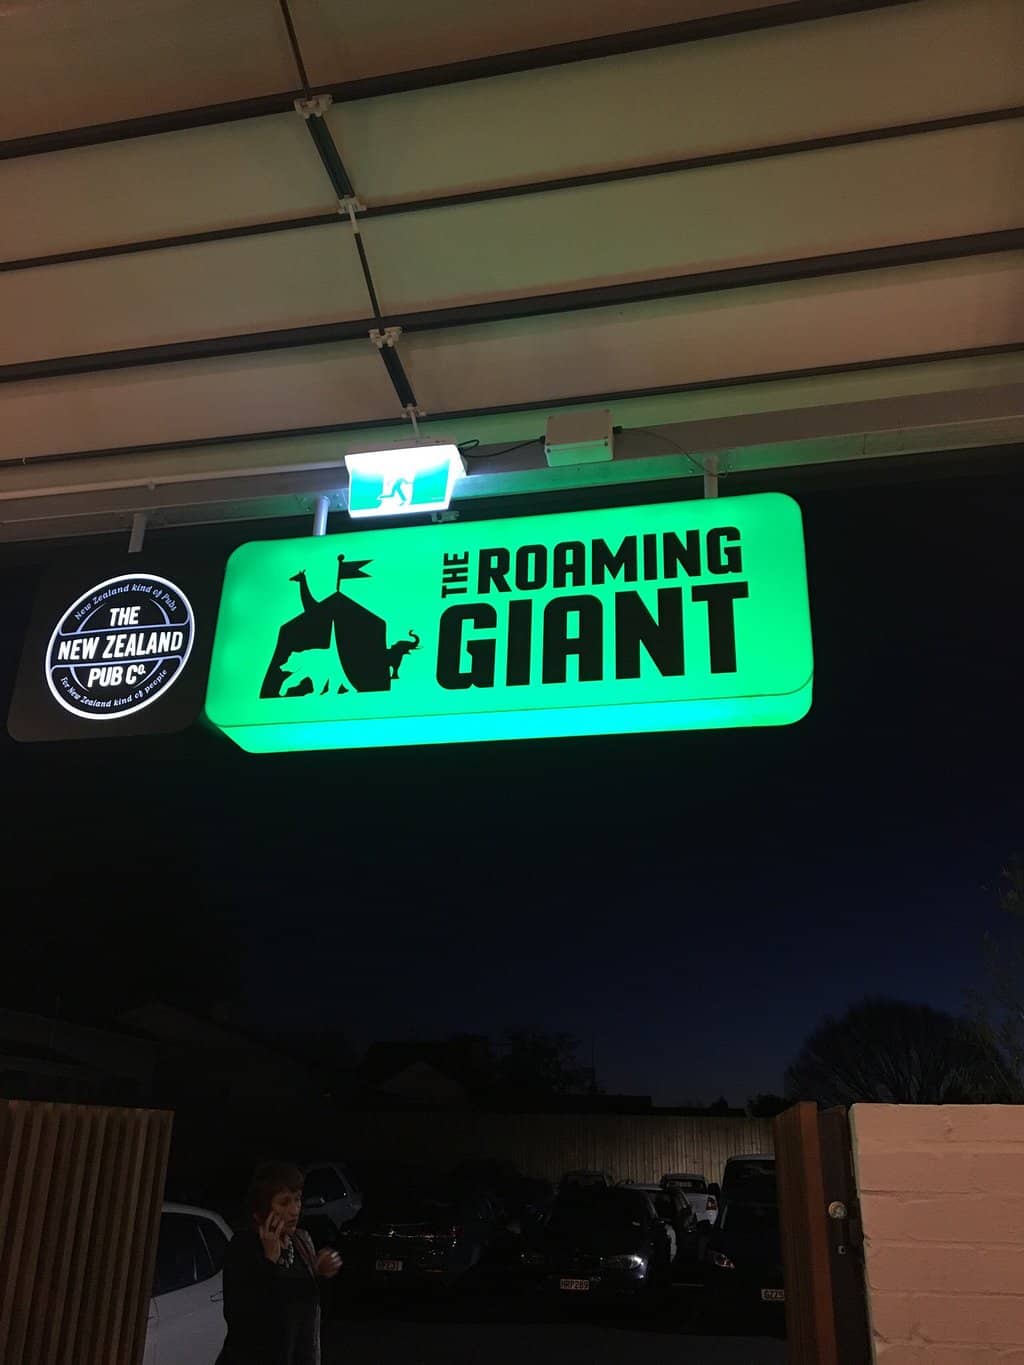 New Zealand kind of Pubs
THE
NEW ZEALAND
PUB Co.
For New Zealand kind of people
THE
ROAMING
GIANT